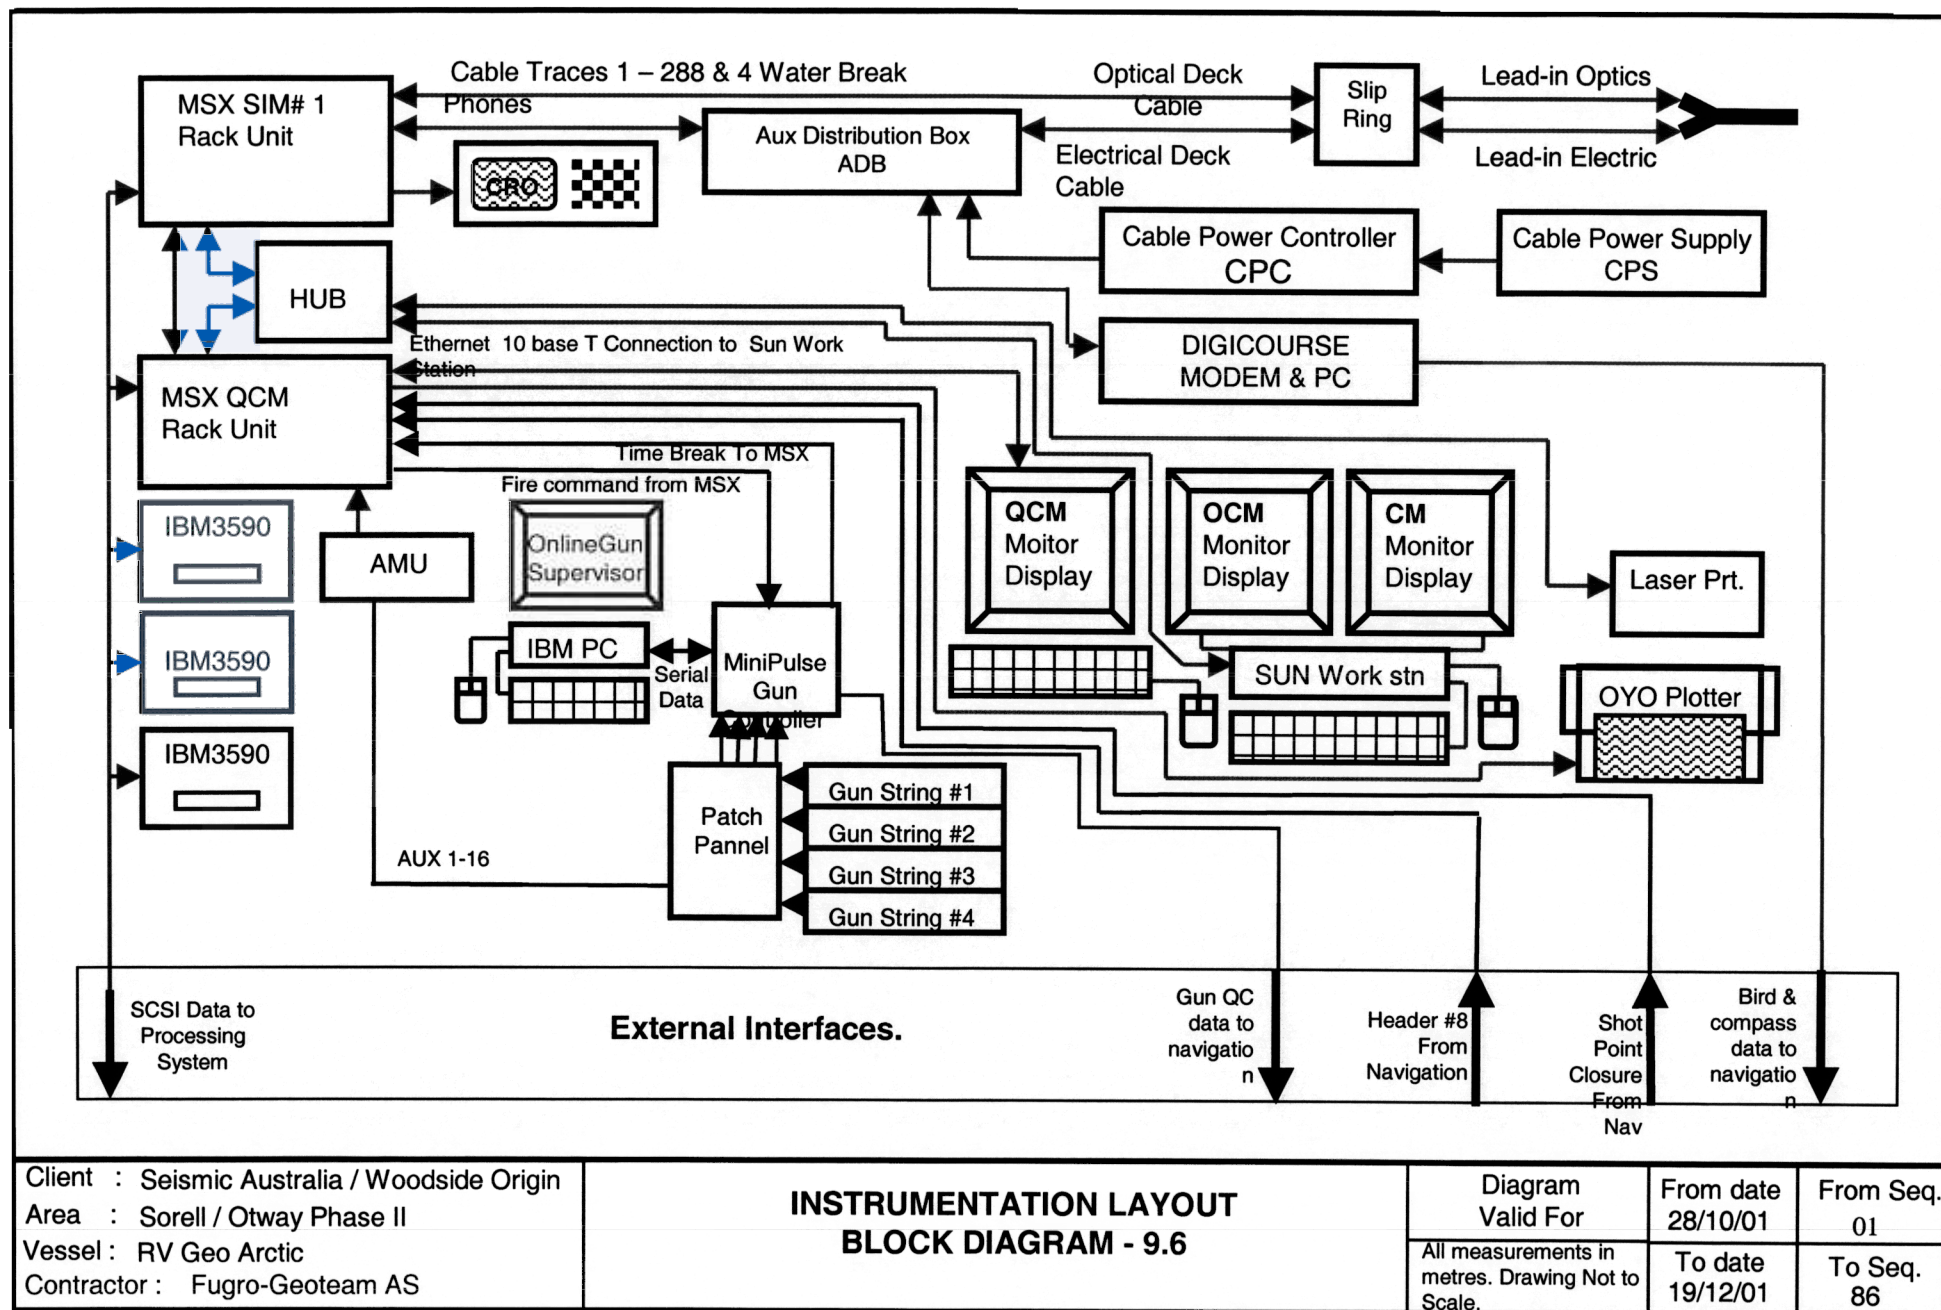 Cable Traces 1 – 288 & 4 Water Break
Phones
Optical Deck
Cable
Lead-in Optics
MSX SIM# 1
Rack Unit
Slip
Ring
Aux Distribution Box
ADB
Electrical Deck
Cable
Lead-in Electric
CRO
Cable Power Controller
CPC
Cable Power Supply
CPS
HUB
Ethernet 10 base T Connection to Sun Work
Station
DIGICOURSE
MODEM & PC
MSX QCM
Rack Unit
Time Break To MSX
Fire command from MSX
IBM3590
AMU
OnlineGun
Supervisor
QCM
Moitor
Display
OCM
Monitor
Display
CM
Monitor
Display
Laser Prt.
IBM3590
IBM PC
Serial
Data
MiniPulse
Gun
Controller
SUN Work stn
OYO Plotter
IBM3590
Patch
Pannel
Gun String #1
Gun String #2
Gun String #3
Gun String #4
AUX 1-16
SCSI Data to
Processing
System
External Interfaces.
Gun QC
data to
navigatio
n
Header #8
From
Navigation
Shot
Point
Closure
From
Nav
Bird &
compass
data to
navigatio
n
Client : Seismic Australia / Woodside Origin
Area : Sorell / Otway Phase II
Vessel : RV Geo Arctic
Contractor : Fugro-Geoteam AS
INSTRUMENTATION LAYOUT
BLOCK DIAGRAM - 9.6
Diagram
Valid For
From date
28/10/01
From Seq.
01
All measurements in
metres. Drawing Not to
Scale.
To date
19/12/01
To Seq.
86